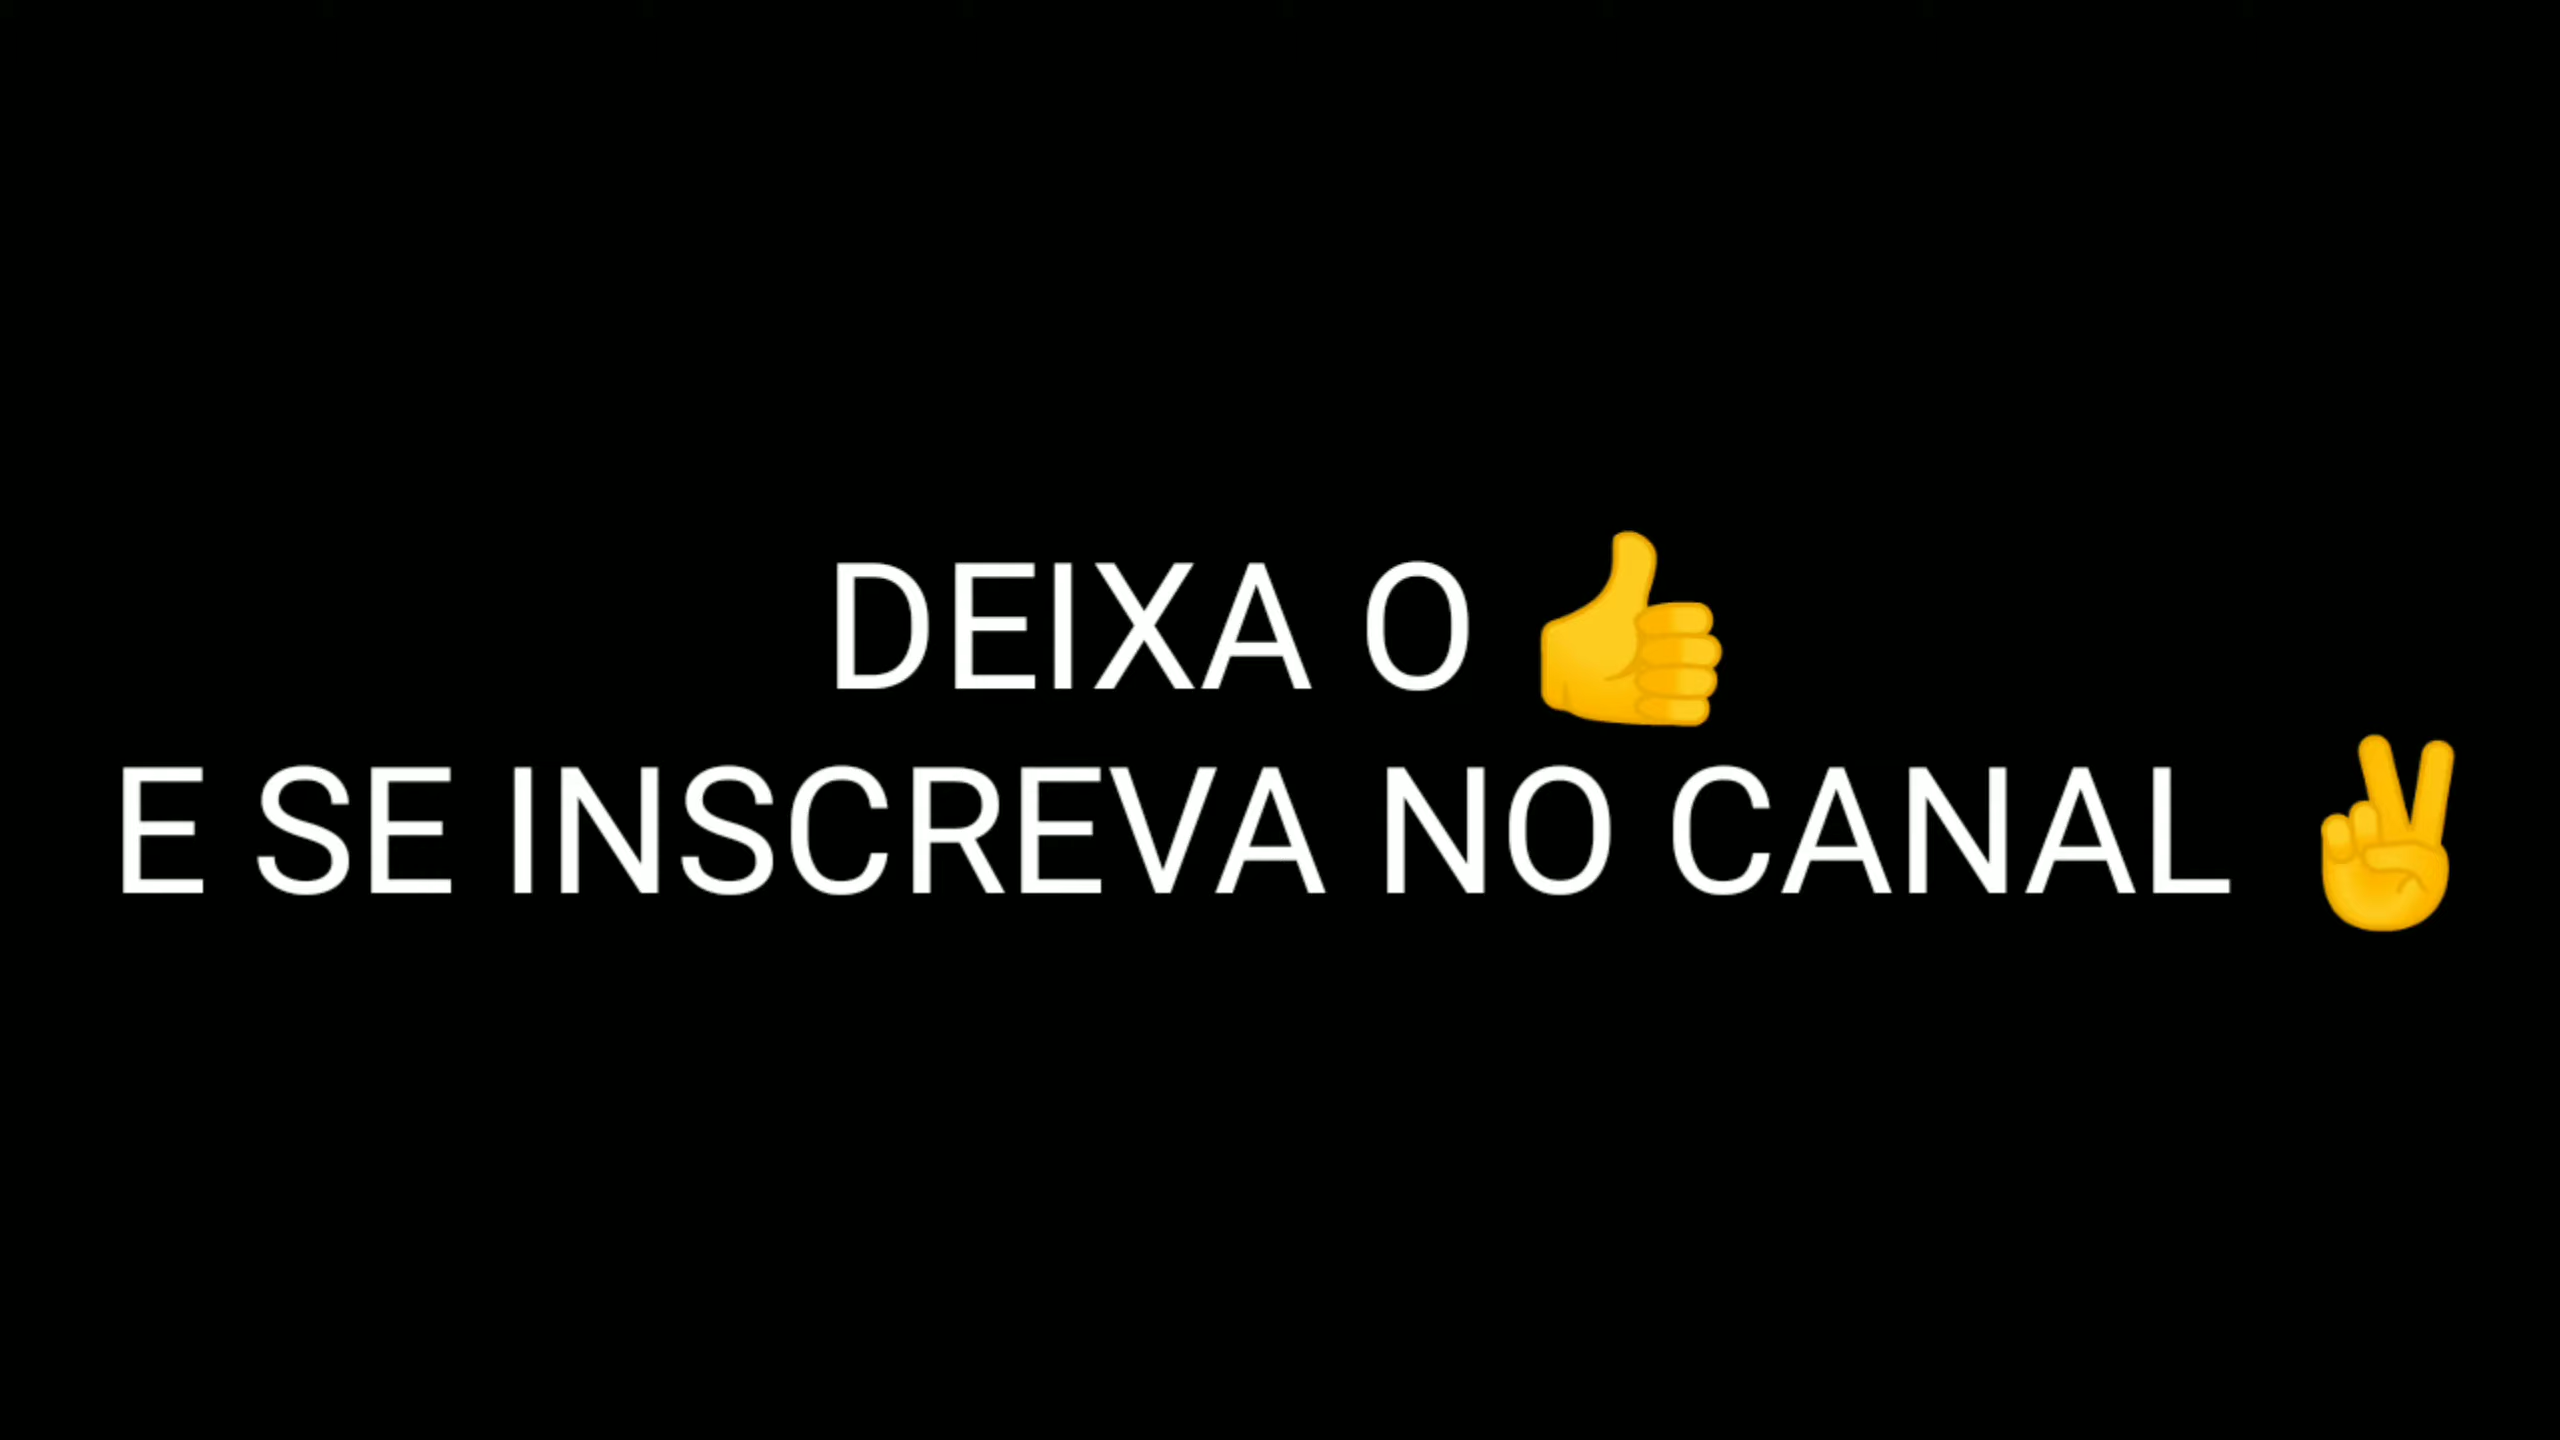 DEIXA O 👍
E SE INSCREVA NO CANAL ✌